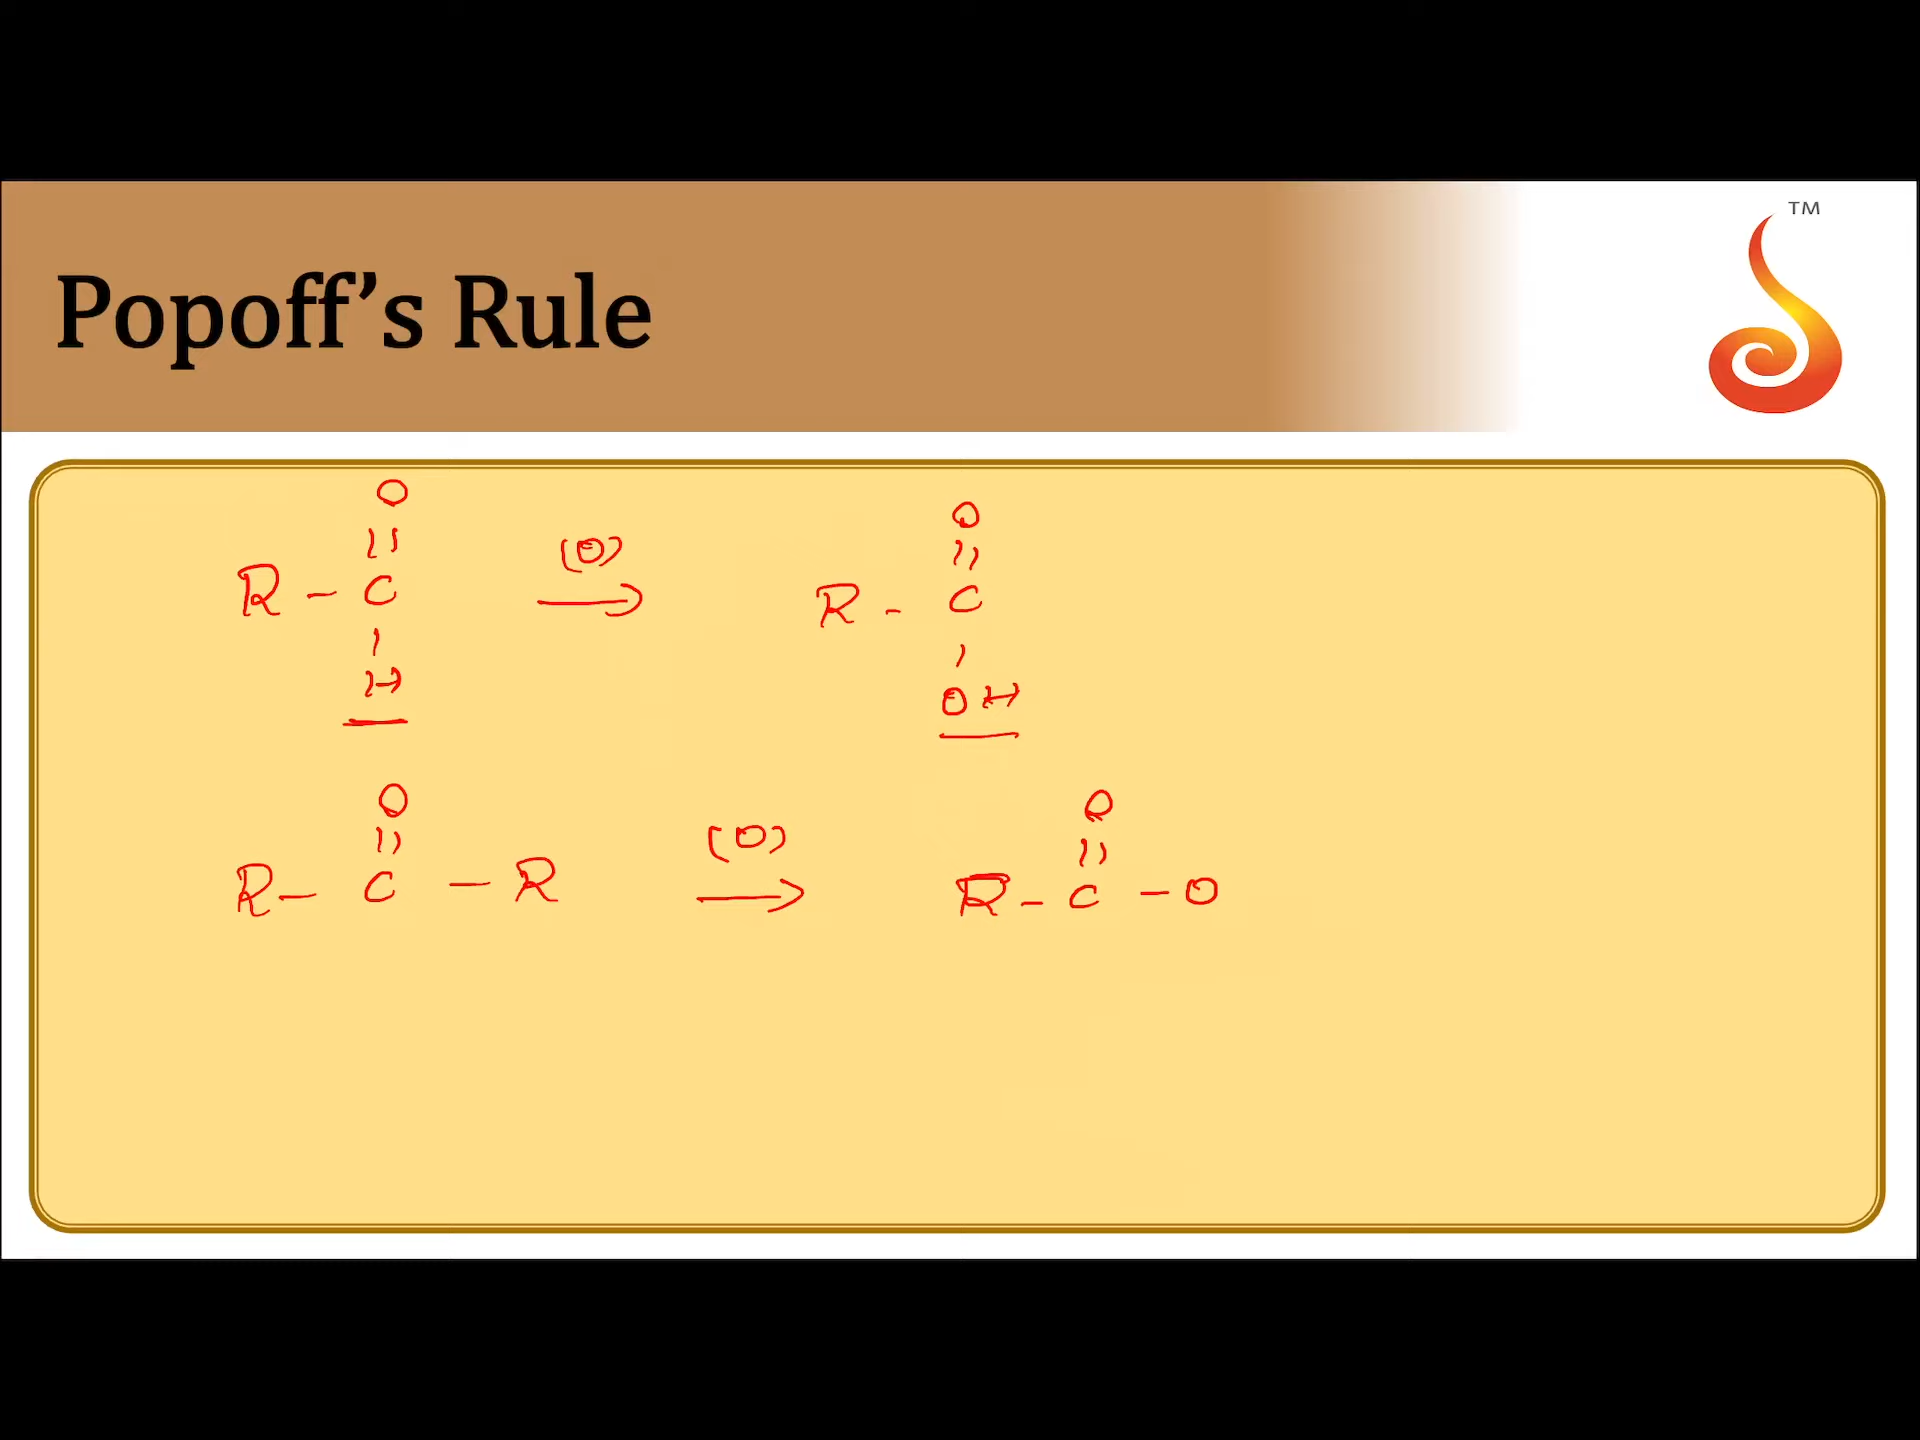 TM
Popoff's Rule
O O
|| (O) ||
R - C → R - C
| |
H OH
O O
|| (O) ||
R - C - R → R - C - O